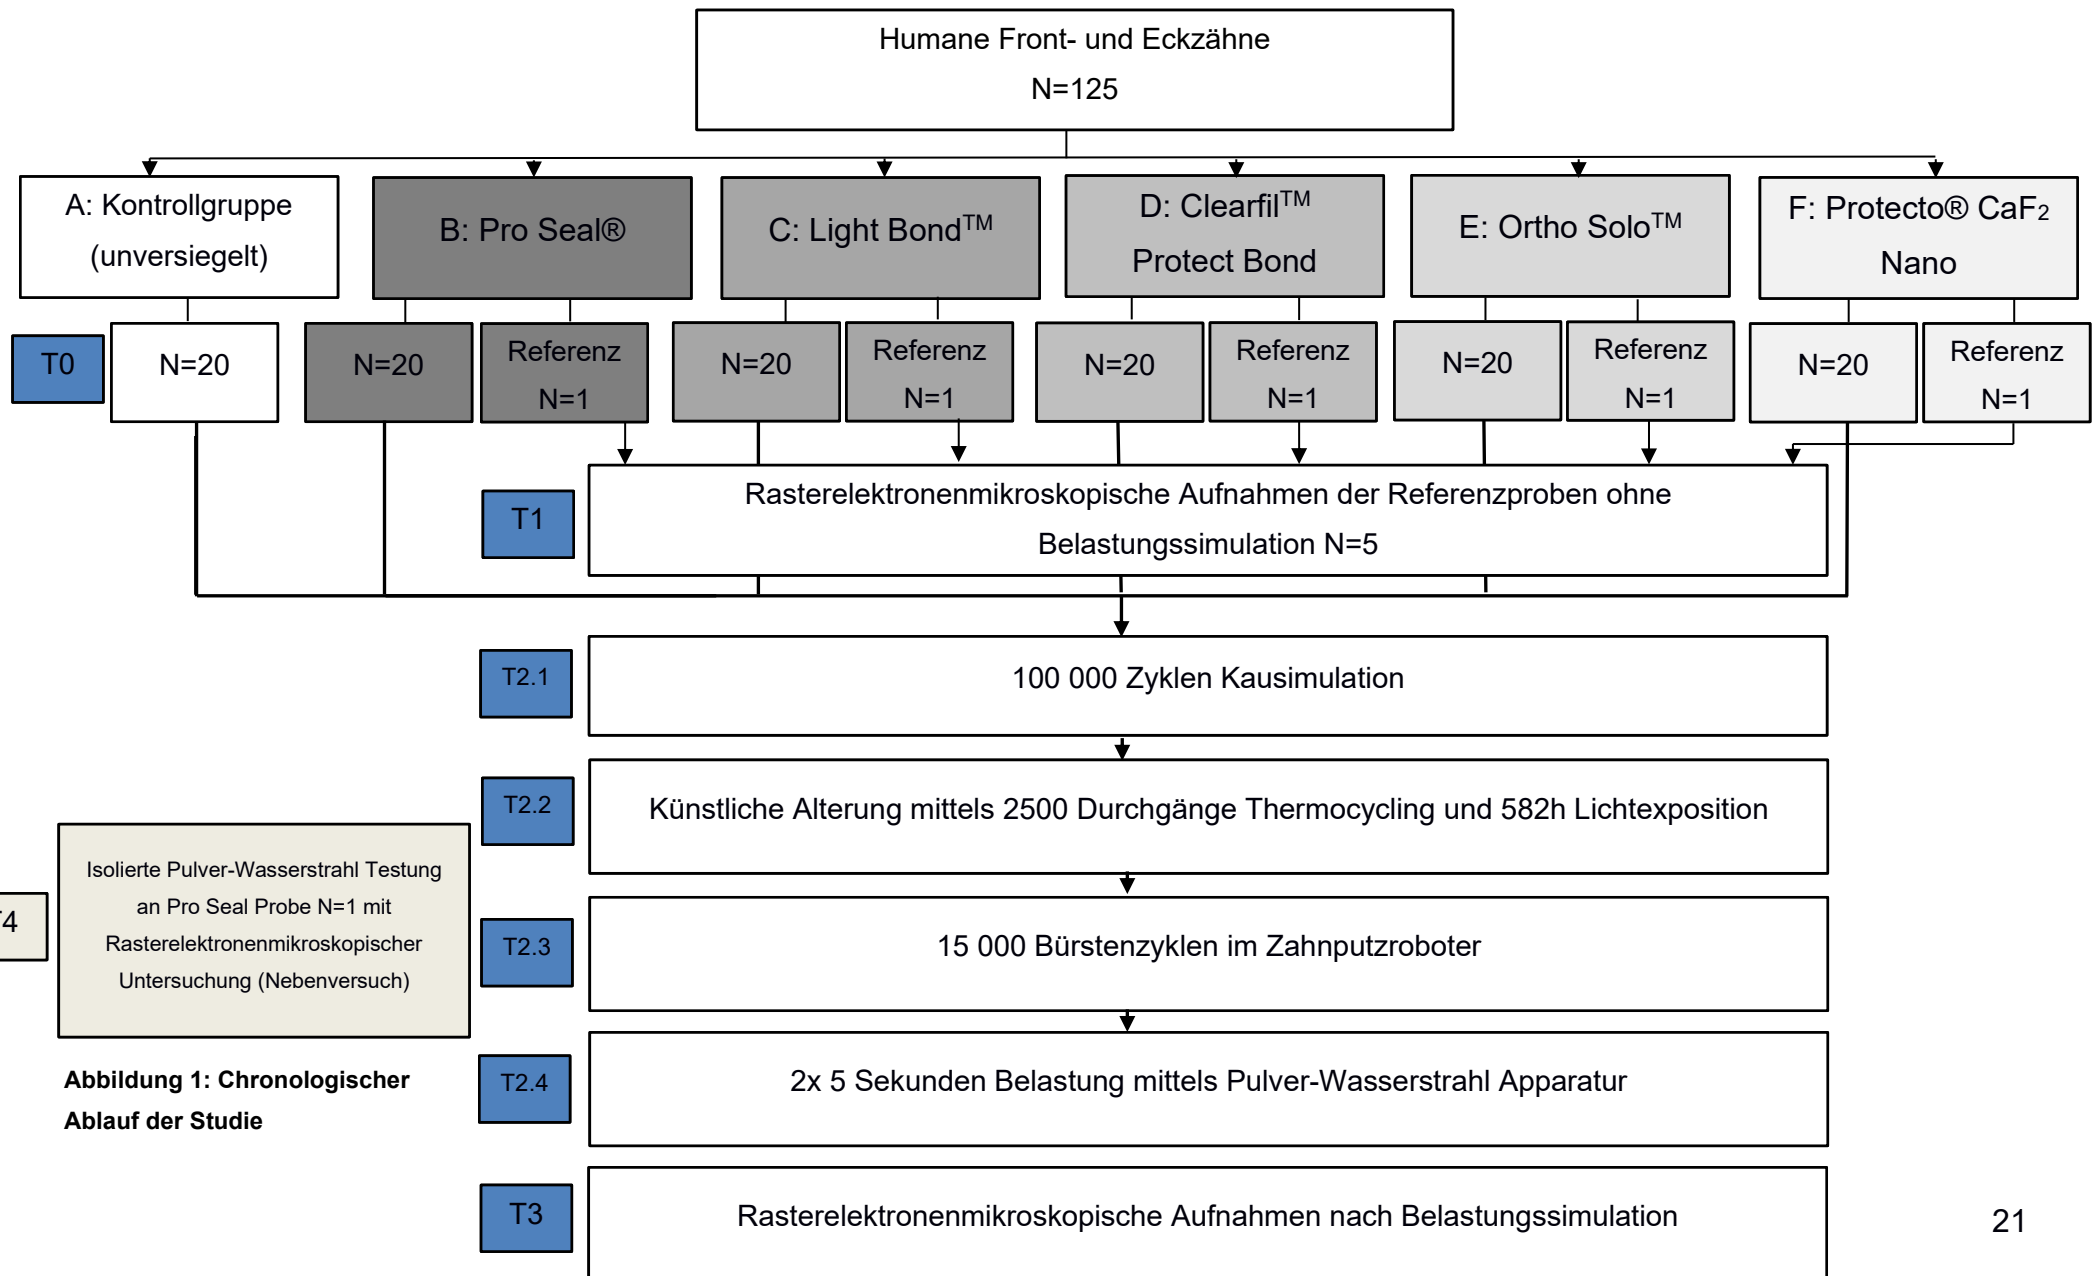 Humane Front- und Eckzähne
N=125
A: Kontrollgruppe
(unversiegelt)
B: Pro Seal®
C: Light Bond™
D: Clearfil™
Protect Bond
E: Ortho Solo™
F: Protecto® CaF₂
Nano
T0
N=20
N=20
Referenz
N=1
N=20
Referenz
N=1
N=20
Referenz
N=1
N=20
Referenz
N=1
N=20
Referenz
N=1
T1
Rasterelektronenmikroskopische Aufnahmen der Referenzproben ohne
Belastungssimulation N=5
T2.1
100 000 Zyklen Kausimulation
T2.2
Künstliche Alterung mittels 2500 Durchgänge Thermocycling und 582h Lichtexposition
4
Isolierte Pulver-Wasserstrahl Testung
an Pro Seal Probe N=1 mit
Rasterelektronenmikroskopischer
Untersuchung (Nebenversuch)
T2.3
15 000 Bürstenzyklen im Zahnputzroboter
T2.4
2x 5 Sekunden Belastung mittels Pulver-Wasserstrahl Apparatur
Abbildung 1: Chronologischer
Ablauf der Studie
T3
Rasterelektronenmikroskopische Aufnahmen nach Belastungssimulation
21